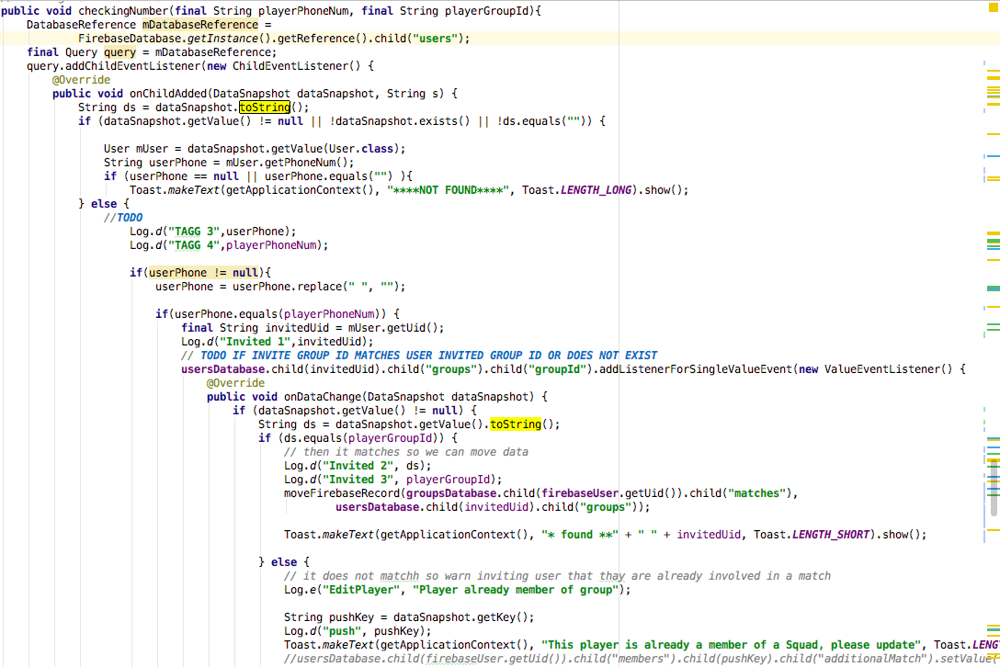 public void checkingNumber(final String playerPhoneNum, final String playerGroupId){
    DatabaseReference mDatabaseReference =
            FirebaseDatabase.getInstance().getReference().child("users");
    final Query query = mDatabaseReference;
    query.addChildEventListener(new ChildEventListener() {
        @Override
        public void onChildAdded(DataSnapshot dataSnapshot, String s) {
            String ds = dataSnapshot.toString();
            if (dataSnapshot.getValue() != null || !dataSnapshot.exists() || !ds.equals("")) {

                User mUser = dataSnapshot.getValue(User.class);
                String userPhone = mUser.getPhoneNum();
                if (userPhone == null || userPhone.equals("") ){
                    Toast.makeText(getApplicationContext(), "****NOT FOUND****", Toast.LENGTH_LONG).show();
            } else {
                //TODO
                    Log.d("TAGG 3",userPhone);
                    Log.d("TAGG 4",playerPhoneNum);

                    if(userPhone != null){
                        userPhone = userPhone.replace(" ", "");

                        if(userPhone.equals(playerPhoneNum)) {
                            final String invitedUid = mUser.getUid();
                            Log.d("Invited 1",invitedUid);
                            // TODO IF INVITE GROUP ID MATCHES USER INVITED GROUP ID OR DOES NOT EXIST
                            usersDatabase.child(invitedUid).child("groups").child("groupId").addListenerForSingleValueEvent(new ValueEventListener() {
                                @Override
                                public void onDataChange(DataSnapshot dataSnapshot) {
                                    if (dataSnapshot.getValue() != null) {
                                        String ds = dataSnapshot.getValue().toString();
                                        if (ds.equals(playerGroupId)) {
                                            // then it matches so we can move data
                                            Log.d("Invited 2", ds);
                                            Log.d("Invited 3", playerGroupId);
                                            moveFirebaseRecord(groupsDatabase.child(firebaseUser.getUid()).child("matches"),
                                                    usersDatabase.child(invitedUid).child("groups"));

                                            Toast.makeText(getApplicationContext(), "* found **" + " " + invitedUid, Toast.LENGTH_SHORT).show();

                                        } else {
                                            // it does not matchh so warn inviting user that thay are already involved in a match
                                            Log.e("EditPlayer", "Player already member of group");

                                            String pushKey = dataSnapshot.getKey();
                                            Log.d("push", pushKey);
                                            Toast.makeText(getApplicationContext(), "This player is already a member of a Squad, please update", Toast.LENG
                                            //usersDatabase.child(firebaseUser.getUid()).child("members").child(pushKey).child("additionalMatch").setValue(